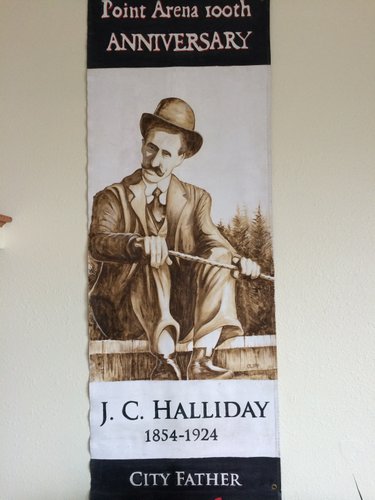 Point Arena 100th
ANNIVERSARY
J. C. HALLIDAY
1854-1924
CITY FATHER